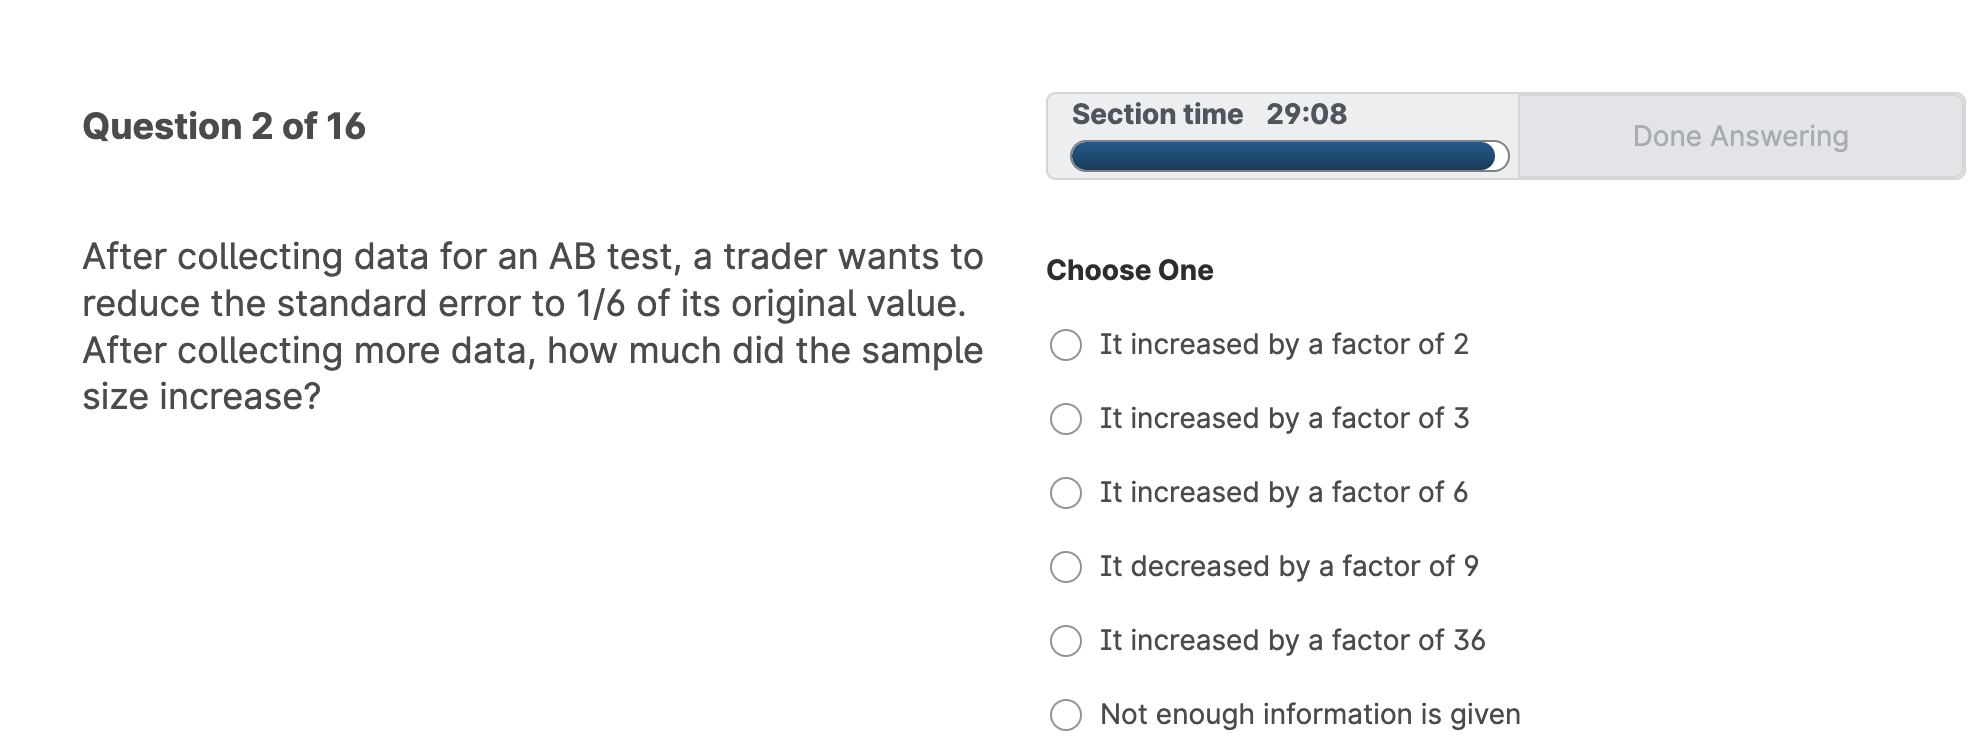 Question 2 of 16
Section time 29:08
Done Answering
After collecting data for an AB test, a trader wants to
reduce the standard error to 1/6 of its original value.
After collecting more data, how much did the sample
size increase?
Choose One
It increased by a factor of 2
It increased by a factor of 3
It increased by a factor of 6
It decreased by a factor of 9
It increased by a factor of 36
Not enough information is given